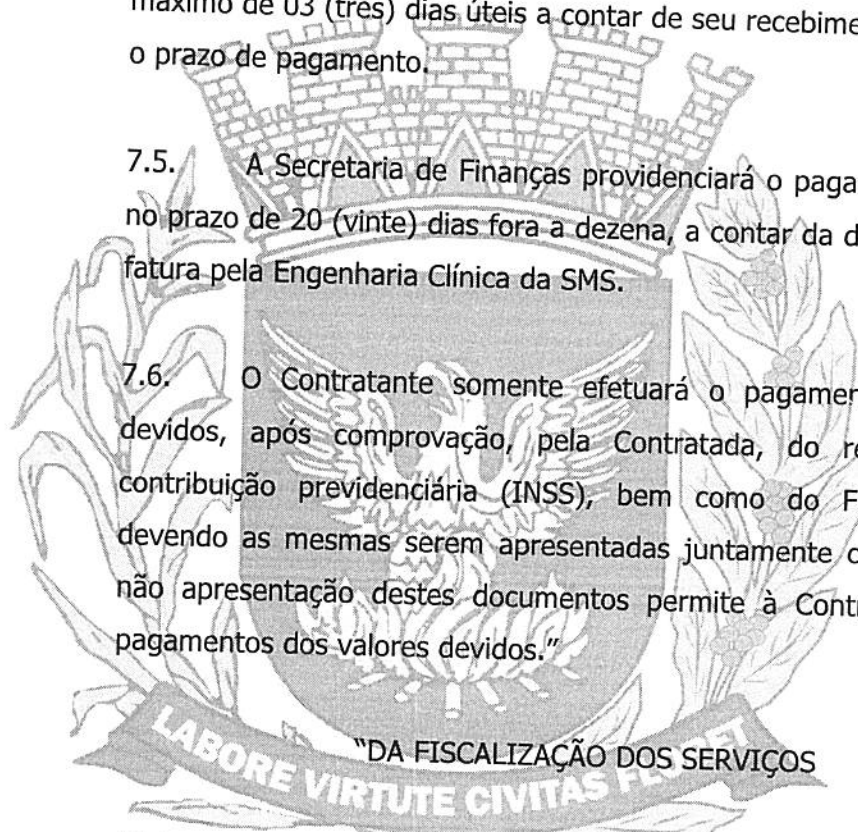 máximo de 03 (três) dias úteis a contar de seu recebime
o prazo de pagamento.
7.5. A Secretaria de Finanças providenciará o paga
no prazo de 20 (vinte) dias fora a dezena, a contar da d
fatura pela Engenharia Clínica da SMS.
7.6. O Contratante somente efetuará o pagamen
devidos, após comprovação, pela Contratada, do re
contribuição previdenciária (INSS), bem como do F
devendo as mesmas serem apresentadas juntamente c
não apresentação destes documentos permite à Contr
pagamentos dos valores devidos."
"DA FISCALIZAÇÃO DOS SERVIÇOS
LABORE VIRTUTE CIVITAS FLORET